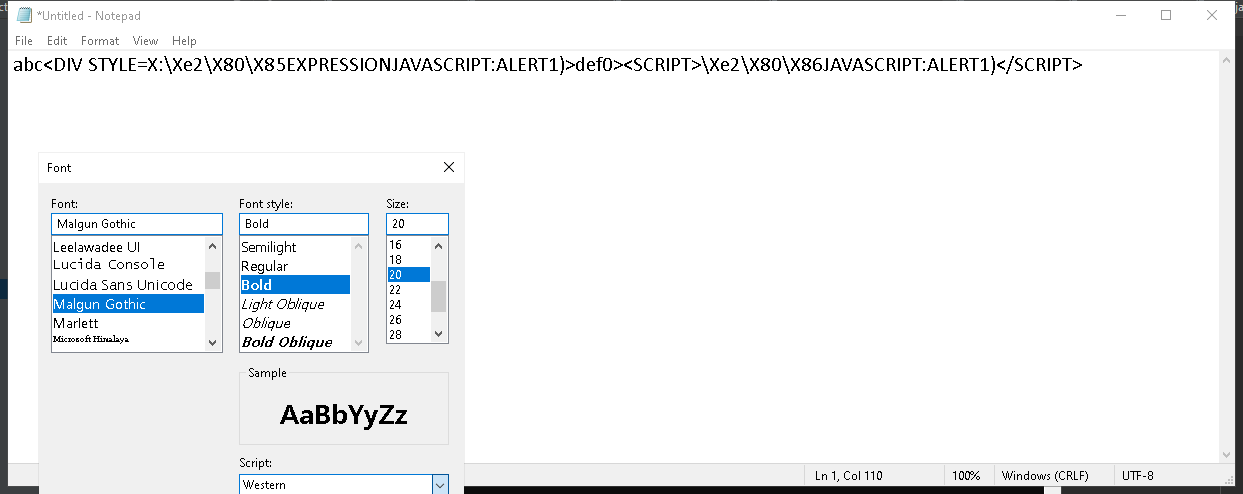 *Untitled - Notepad
File Edit Format View Help
abc<DIV STYLE=X:\Xe2\X80\X85EXPRESSIONJAVASCRIPT:ALERT1)>def0><SCRIPT>\Xe2\X80\X86JAVASCRIPT:ALERT1)</SCRIPT>
Font
Font: Font style: Size:
Malgun Gothic Bold 20
Leelawadee UI Semilight 16
Lucida Console Regular 18
Lucida Sans Unicode Bold 20
Malgun Gothic Light Oblique 22
Marlett Oblique 24
Microsoft Himalaya Bold Oblique 26
28
Sample
AaBbYyZz
Script:
Western
Ln 1, Col 110 100% Windows (CRLF) UTF-8